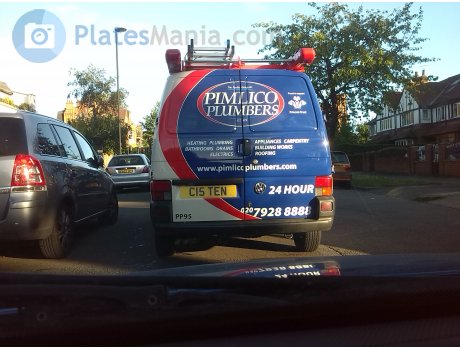 PlatesMania.com
PIMLICO
PLUMBERS
HEATING PLUMBING
BATHROOMS DRAINS
ELECTRICS
APPLIANCES, CARPENTRY
BUILDING WORKS
ROOFING
www.pimlicoplumbers.com
C15 TEN
24 HOUR
PP95
020 7928 8888